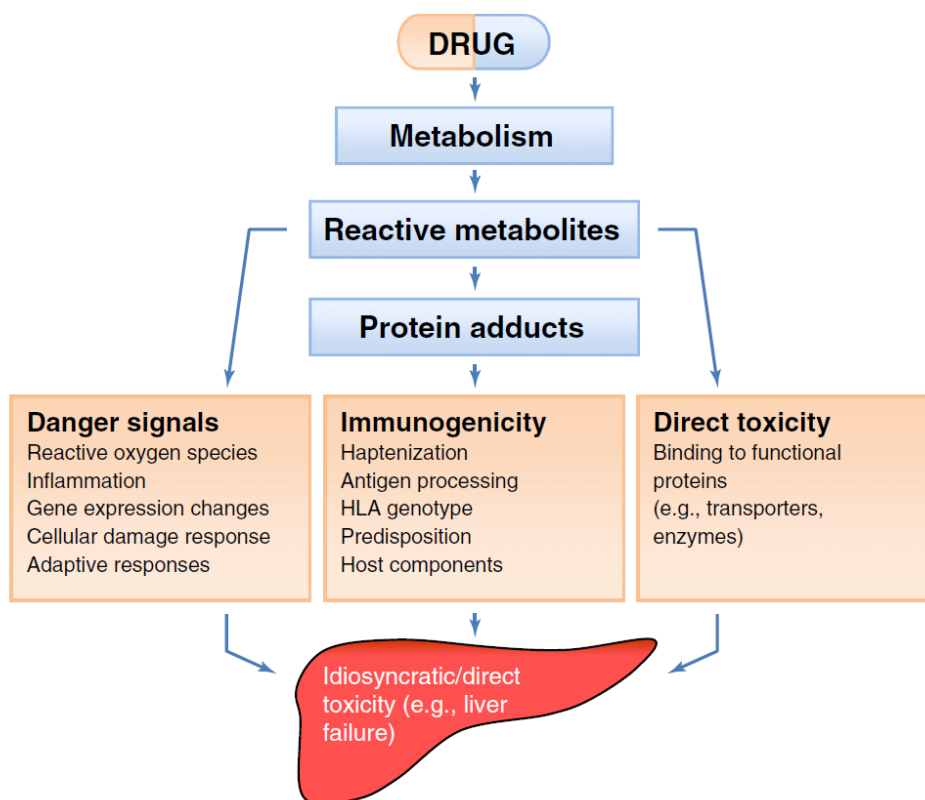 DRUG
Metabolism
Reactive metabolites
Protein adducts
Danger signals
Reactive oxygen species
Inflammation
Gene expression changes
Cellular damage response
Adaptive responses
Immunogenicity
Haptenization
Antigen processing
HLA genotype
Predisposition
Host components
Direct toxicity
Binding to functional
proteins
(e.g., transporters,
enzymes)
Idiosyncratic/direct
toxicity (e.g., liver
failure)